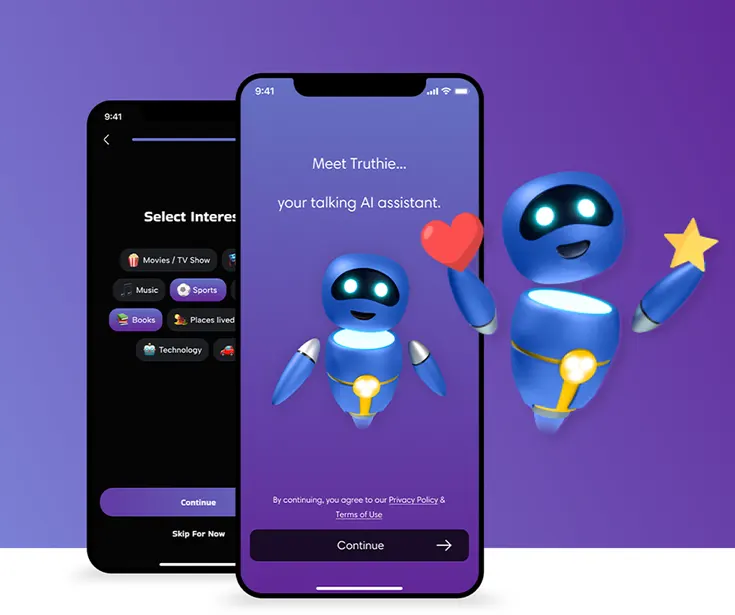 9:41
Select Interes
Movies / TV Show
Music
Sports
Books
Places lived
Technology
Continue
Skip For Now
9:41
Meet Truthie...
your talking AI assistant.
By continuing, you agree to our Privacy Policy &
Terms of Use
Continue